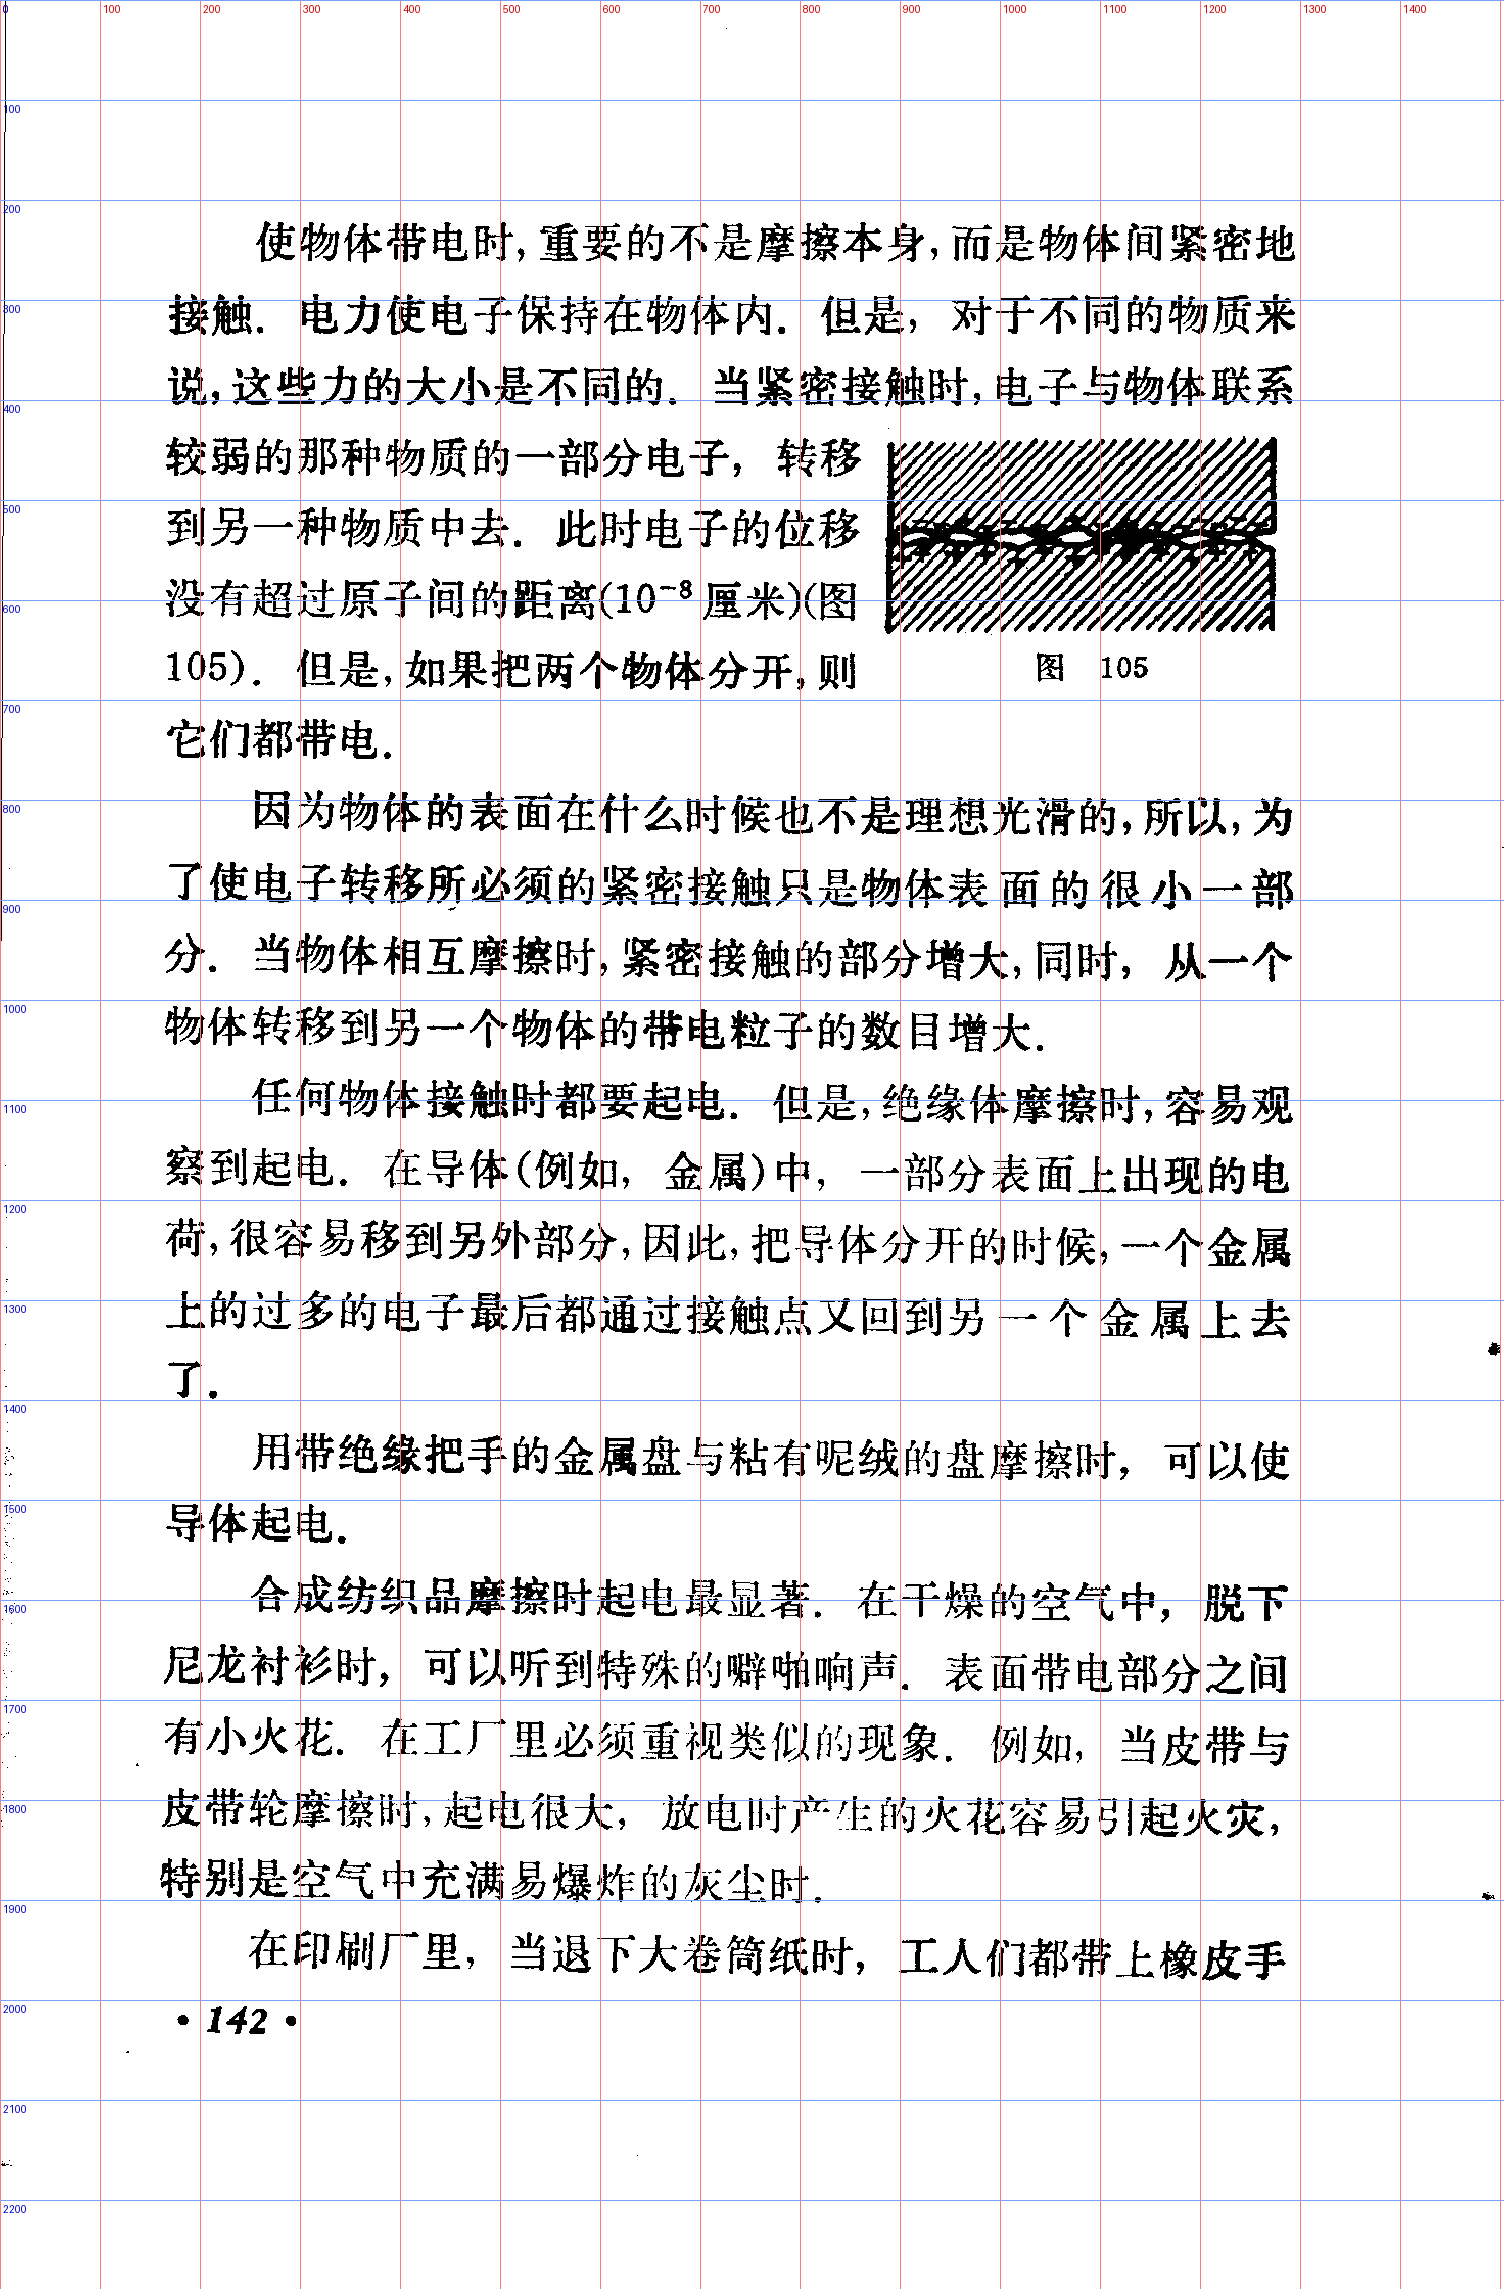 使物体带电时,重要的不是摩擦本身,而是物体间紧密地
接触. 电力使电子保持在物体内. 但是, 对于不同的物质来
说,这些力的大小是不同的. 当紧密接触时,电子与物体联系
较弱的那种物质的一部分电子, 转移
到另一种物质中去. 此时电子的位移
没有超过原子间的距离(10⁻⁸厘米)(图
105). 但是,如果把两个物体分开,则
它们都带电.
图 105
因为物体的表面在什么时候也不是理想光滑的,所以,为
了使电子转移所必须的紧密接触只是物体表面的很小一部
分. 当物体相互摩擦时,紧密接触的部分增大,同时, 从一个
物体转移到另一个物体的带电粒子的数目增大.
任何物体接触时都要起电. 但是,绝缘体摩擦时,容易观
察到起电. 在导体(例如, 金属)中, 一部分表面上出现的电
荷,很容易移到另外部分,因此,把导体分开的时候,一个金属
上的过多的电子最后都通过接触点又回到另一个金属上去
了.
用带绝缘把手的金属盘与粘有呢绒的盘摩擦时, 可以使
导体起电.
合成纺织品摩擦时起电最显著. 在干燥的空气中, 脱下
尼龙衬衫时, 可以听到特殊的噼啪响声. 表面带电部分之间
有小火花. 在工厂里必须重视类似的现象. 例如, 当皮带与
皮带轮摩擦时,起电很大, 放电时产生的火花容易引起火灾,
特别是空气中充满易爆炸的灰尘时.
在印刷厂里, 当退下大卷筒纸时, 工人们都带上橡皮手
• 142 •